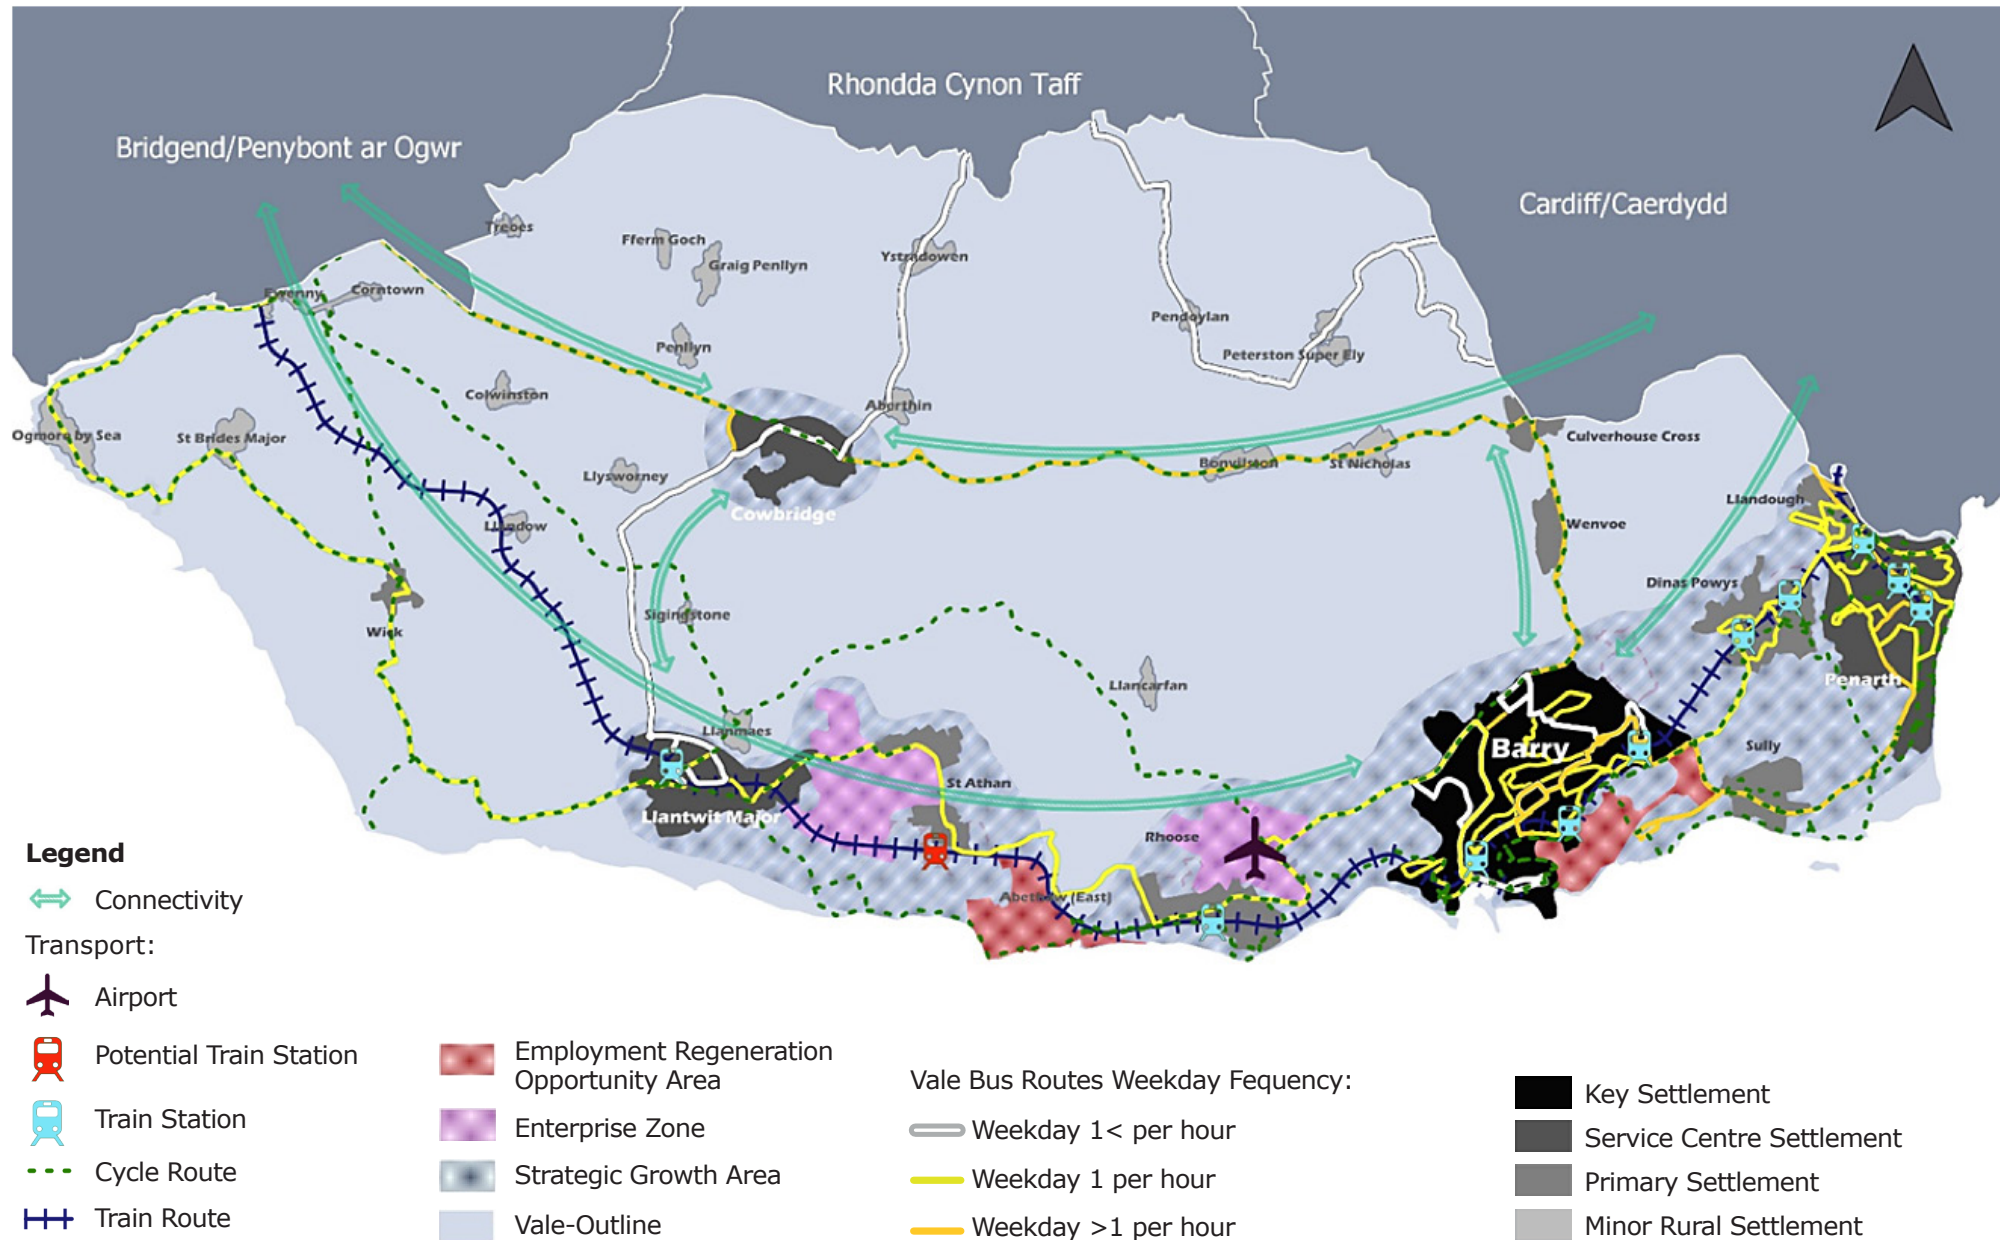 Rhondda Cynon Taff
Bridgend/Penybont ar Ogwr
Cardiff/Caerdydd
Treoes
Fferm Goch
Graig Penllyn
Ystradowen
Ewenny
Corntown
Pendoylan
Penllyn
Peterston Super Ely
Colwinston
Aberthin
Ogmore by Sea
St Brides Major
Culverhouse Cross
Llysworney
Bonvilston
St Nicholas
Cowbridge
Llandough
Llandow
Wenvoe
Dinas Powys
Sigingstone
Wick
Llancarfan
Penarth
Llanmaes
Barry
Sully
St Athan
Llantwit Major
Rhoose
Abethaw (East)
Legend
Connectivity
Transport:
Airport
Potential Train Station
Train Station
Cycle Route
Train Route
Employment Regeneration
Opportunity Area
Enterprise Zone
Strategic Growth Area
Vale-Outline
Vale Bus Routes Weekday Fequency:
Weekday 1< per hour
Weekday 1 per hour
Weekday >1 per hour
Key Settlement
Service Centre Settlement
Primary Settlement
Minor Rural Settlement